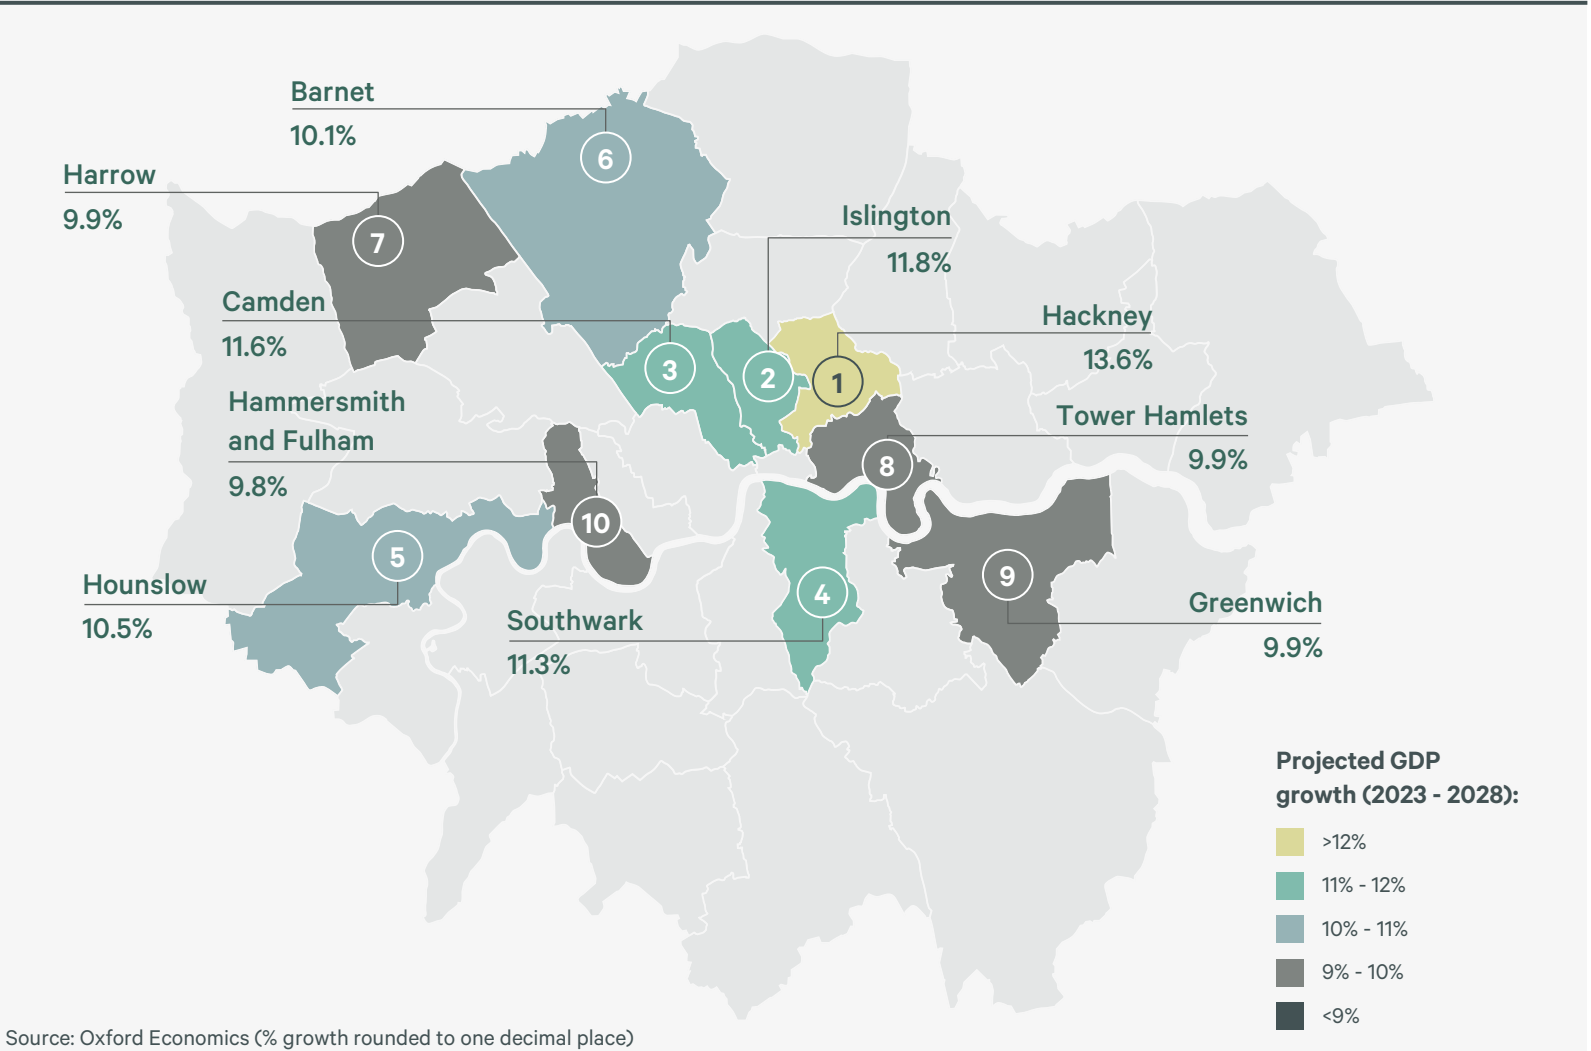 Barnet
10.1%
6
Harrow
9.9%
7
Islington
11.8%
2
Camden
11.6%
3
Hackney
13.6%
1
Hammersmith
and Fulham
9.8%
10
Tower Hamlets
9.9%
8
Hounslow
10.5%
5
Southwark
11.3%
4
Greenwich
9.9%
9
Projected GDP
growth (2023 - 2028):
>12%
11% - 12%
10% - 11%
9% - 10%
<9%
Source: Oxford Economics (% growth rounded to one decimal place)